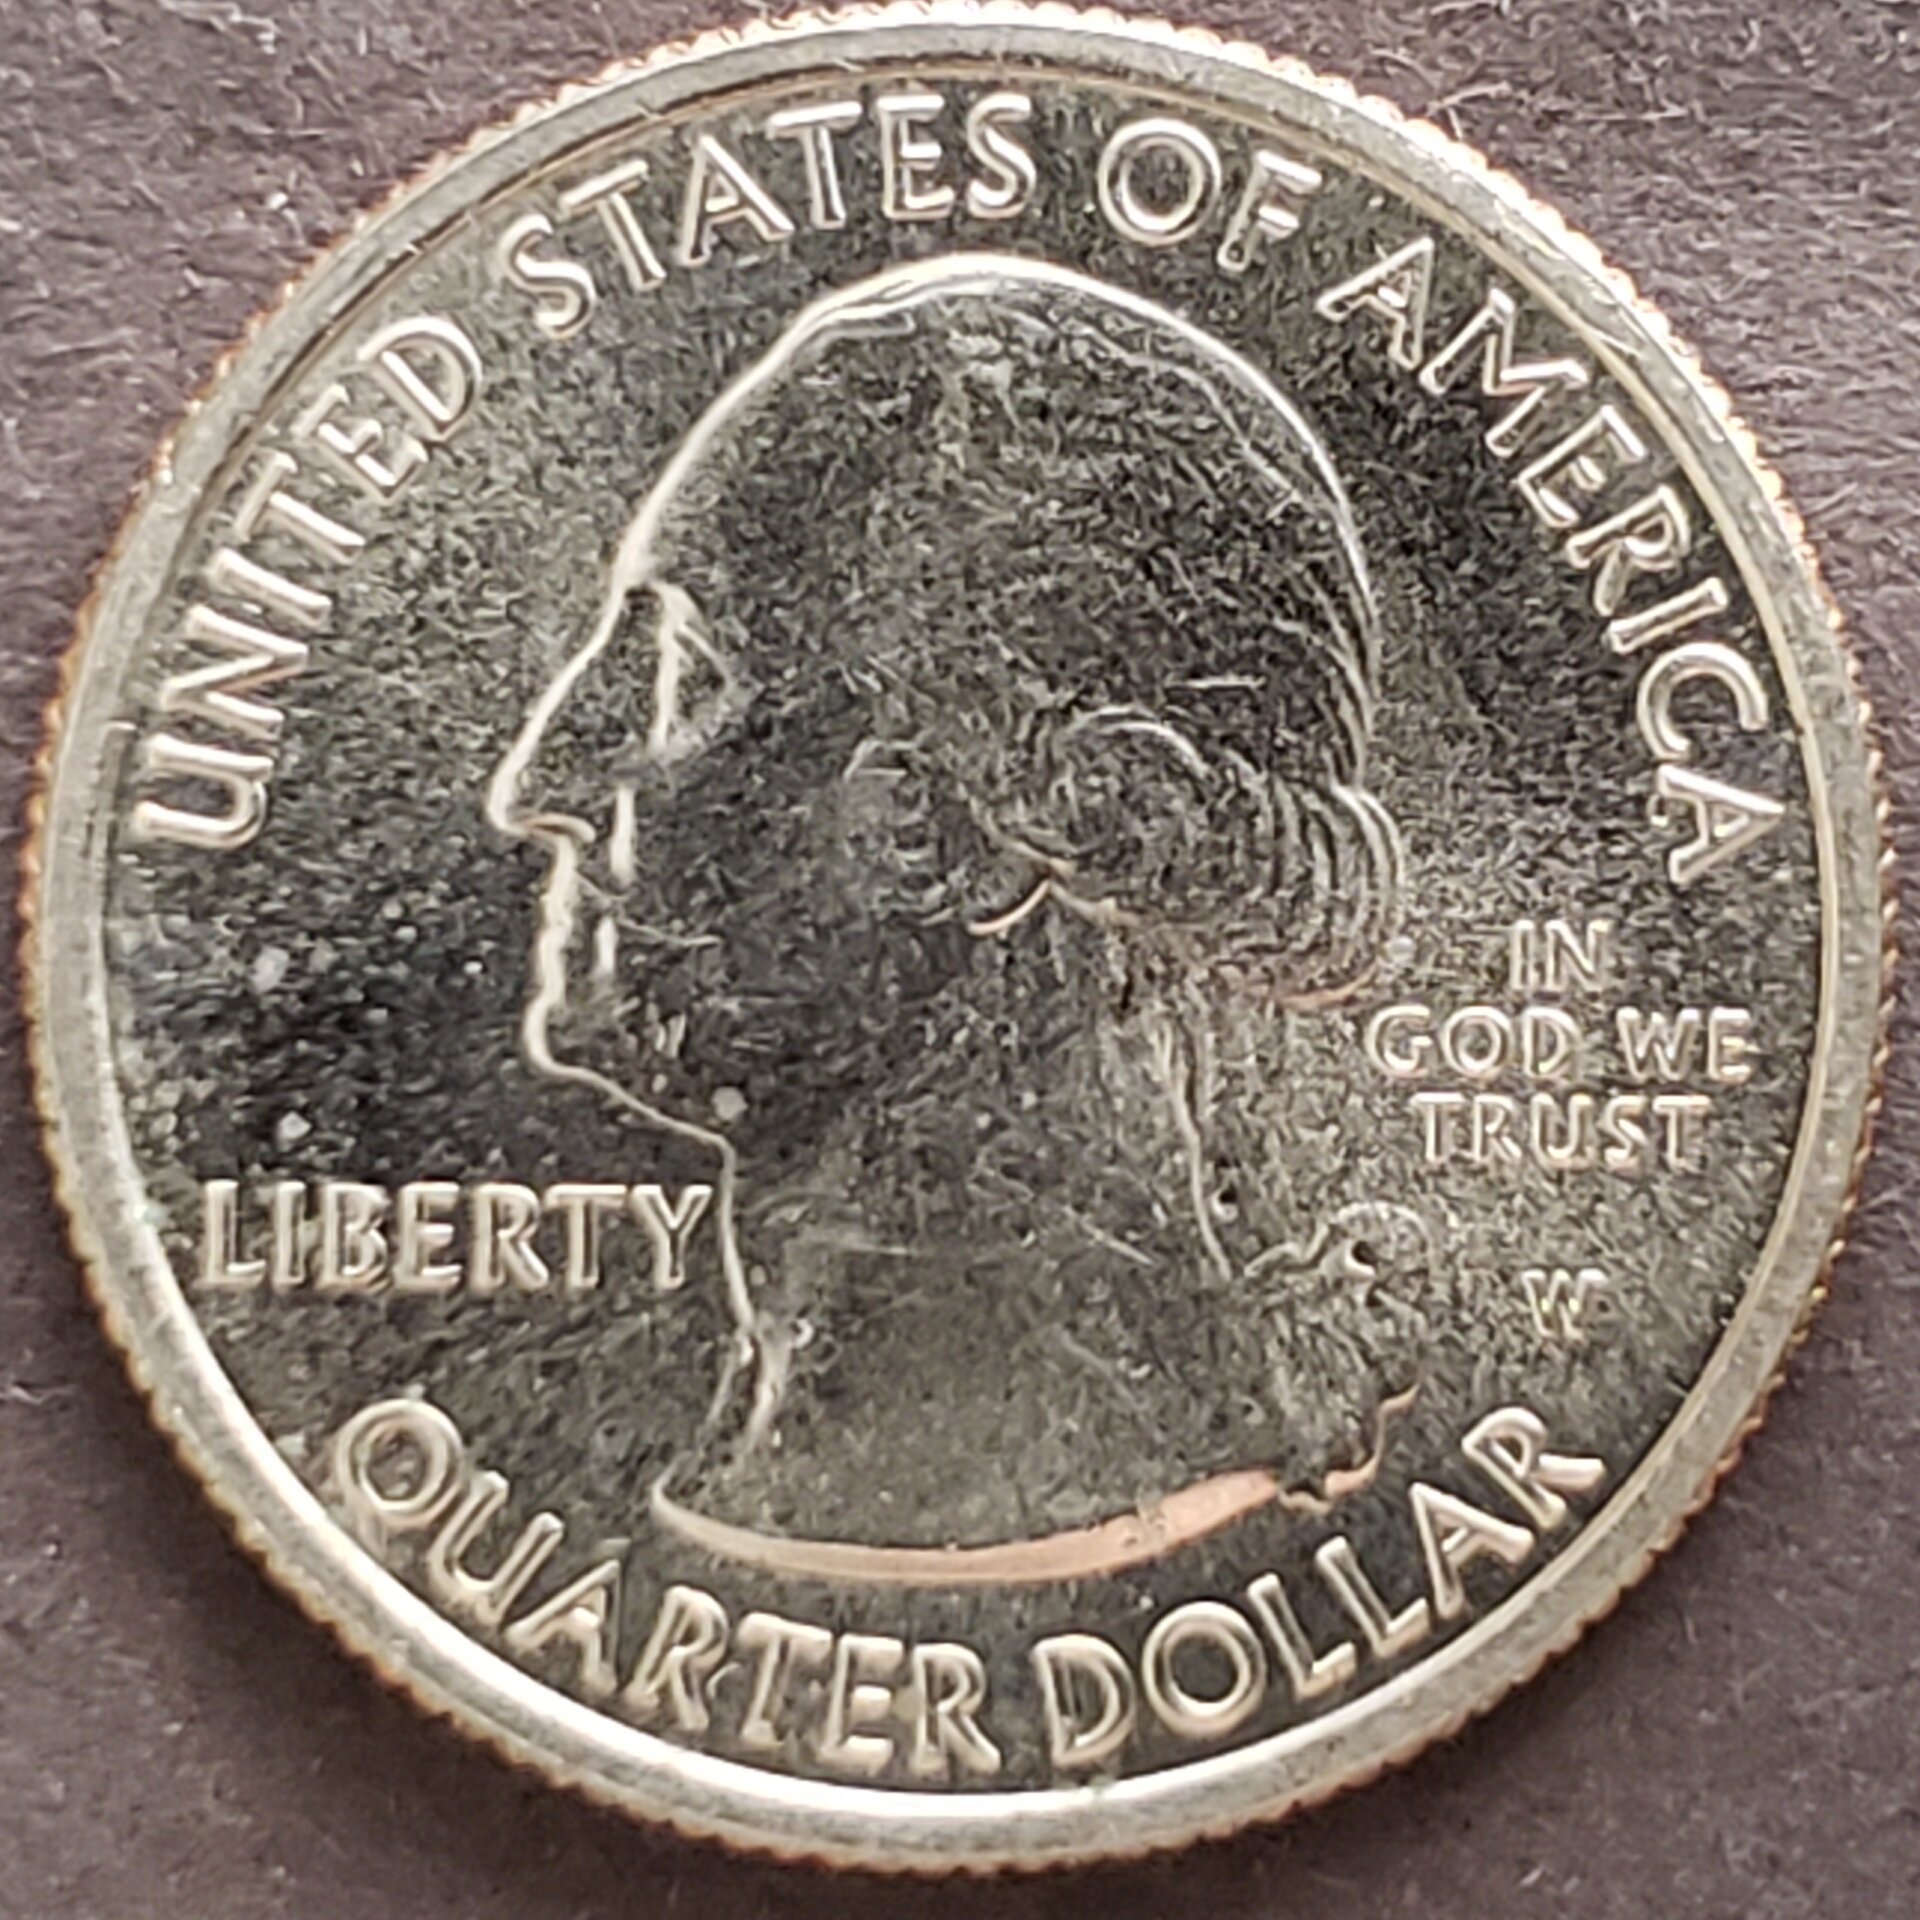 UNITED STATES OF AMERICA
IN
GOD WE
TRUST
LIBERTY
W
QUARTER DOLLAR